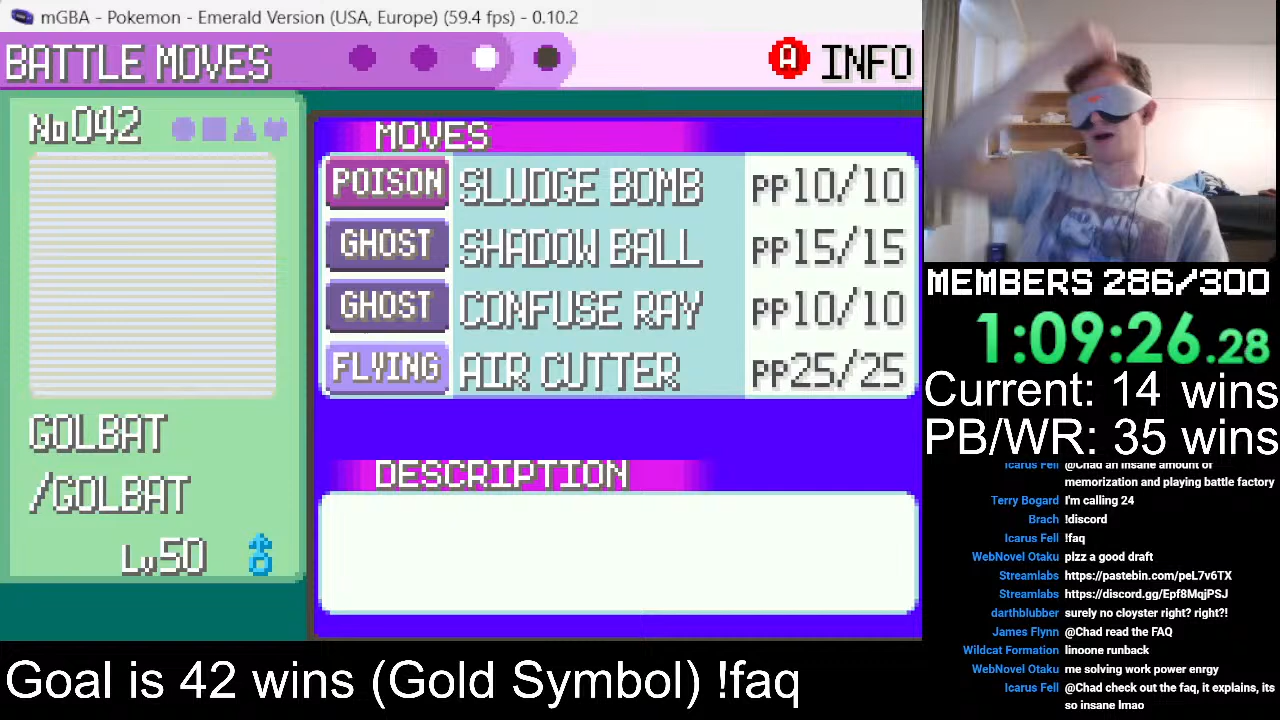 mGBA - Pokemon - Emerald Version (USA, Europe) (59.4 fps) - 0.10.2
BATTLE MOVES
A INFO
No042
MOVES
POISON SLUDGE BOMB PP10/10
GHOST SHADOW BALL PP15/15
GHOST CONFUSE RAY PP10/10
FLYING AIR CUTTER PP25/25
GOLBAT
/GOLBAT
Lv50 ♂
DESCRIPTION
MEMBERS 286/300
1:09:26.28
Current: 14 wins
PB/WR: 35 wins
Icarus Fell @Chad an insane amount of
memorization and playing battle factory
Terry Bogard I'm calling 24
Brach !discord
Icarus Fell !faq
WebNovel Otaku plzz a good draft
Streamlabs https://pastebin.com/peL7v6TX
Streamlabs https://discord.gg/Epf8MqjPSJ
darthblubber surely no cloyster right? right?!
James Flynn @Chad read the FAQ
Wildcat Formation linoone runback
WebNovel Otaku me solving work power enrgy
Icarus Fell @Chad check out the faq, it explains, its
so insane lmao
Goal is 42 wins (Gold Symbol) !faq